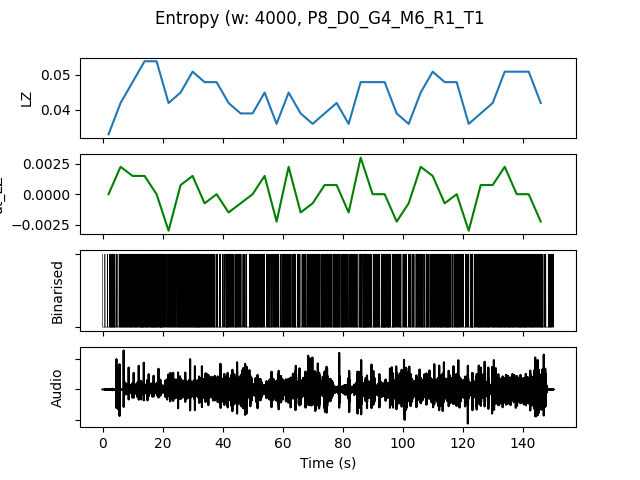 Entropy (w: 4000, P8_D0_G4_M6_R1_T1
0.05
0.04
LZ
0.0025
0.0000
−0.0025
Binarised
Audio
0 20 40 60 80 100 120 140
Time (s)